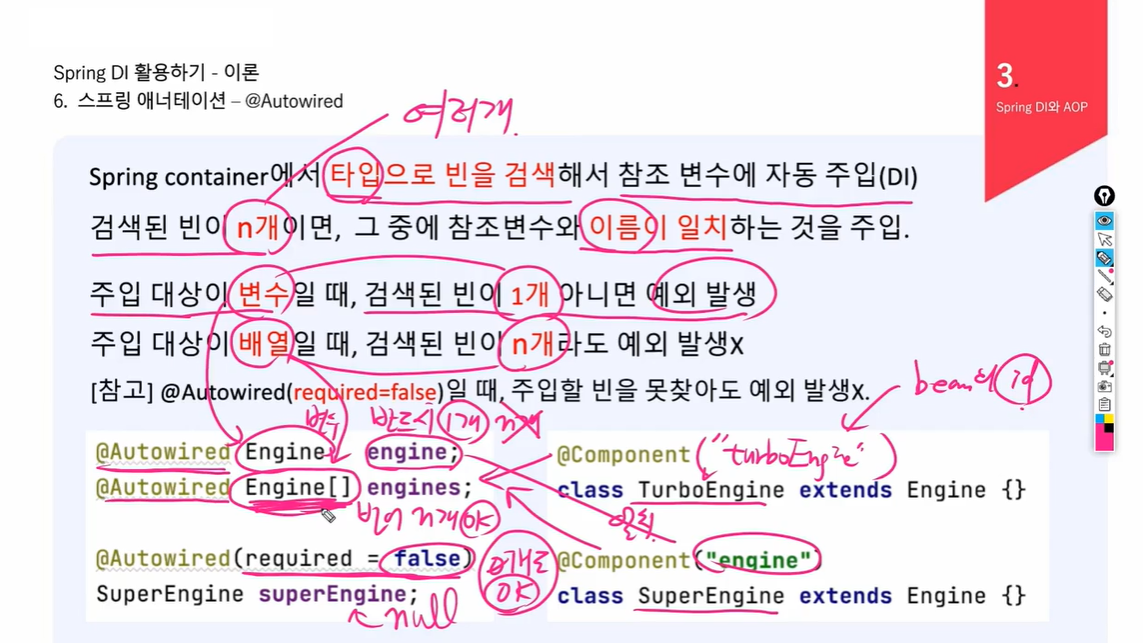 Spring DI 활용하기 - 이론
6. 스프링 애너테이션 – @Autowired
3.
Spring DI와 AOP
여러개.
Spring container에서 타입으로 빈을 검색해서 참조 변수에 자동 주입(DI)
검색된 빈이 n개이면, 그 중에 참조변수와 이름이 일치하는 것을 주입.
주입 대상이 변수일 때, 검색된 빈이 1개 아니면 예외 발생
주입 대상이 배열일 때, 검색된 빈이 n개라도 예외 발생X
[참고] @Autowired(required=false)일 때, 주입할 빈을 못찾아도 예외 발생X.
bean의 id
변수 반드시 1개 n개
@Autowired Engine engine;
@Autowired Engine[] engines;
빈이 n개 OK
@Autowired(required = false)
SuperEngine superEngine;
null
0개도
OK
@Component ("turboEngine")
class TurboEngine extends Engine {}
일치
@Component("engine")
class SuperEngine extends Engine {}